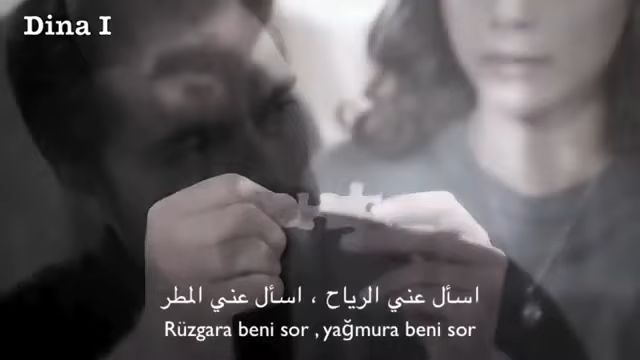 Dina I
اسأل عني الرياح ، اسأل عني المطر
Rüzgara beni sor , yağmura beni sor